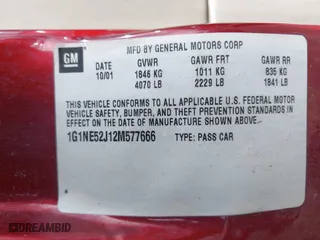 GM
MFD BY GENERAL MOTORS CORP
DATE GVWR GAWR FRT GAWR RR
10/01 1846 KG 1011 KG 835 KG
4070 LB 2229 LB 1841 LB
THIS VEHICLE CONFORMS TO ALL APPLICABLE U.S. FEDERAL MOTOR
VEHICLE SAFETY, BUMPER, AND THEFT PREVENTION STANDARDS IN
EFFECT ON THE DATE OF MANUFACTURE SHOWN ABOVE.
1G1NE52J12M577666 TYPE: PASS CAR
DREAMBID